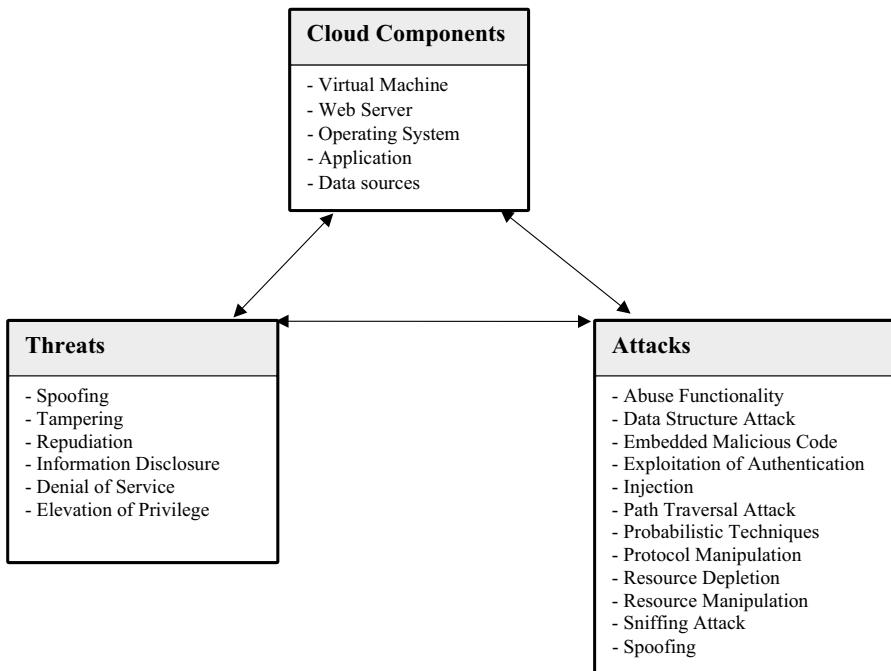 Cloud Components
- Virtual Machine
- Web Server
- Operating System
- Application
- Data sources
Threats
- Spoofing
- Tampering
- Repudiation
- Information Disclosure
- Denial of Service
- Elevation of Privilege
Attacks
- Abuse Functionality
- Data Structure Attack
- Embedded Malicious Code
- Exploitation of Authentication
- Injection
- Path Traversal Attack
- Probabilistic Techniques
- Protocol Manipulation
- Resource Depletion
- Resource Manipulation
- Sniffing Attack
- Spoofing